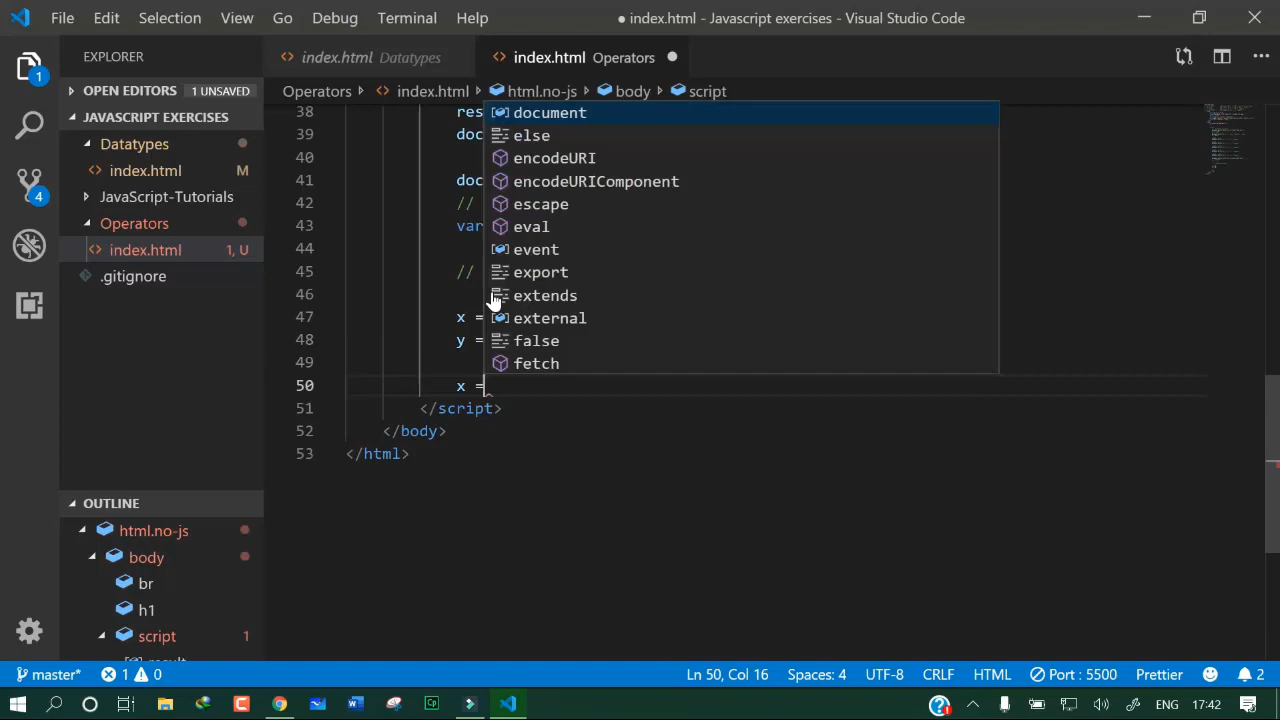 File Edit Selection View Go Debug Terminal Help ● index.html - Javascript exercises - Visual Studio Code
EXPLORER
index.html Datatypes
index.html Operators
OPEN EDITORS 1 UNSAVED
Operators index.html html.no-js body script
JAVASCRIPT EXERCISES
Datatypes
index.html M
JavaScript-Tutorials
Operators
index.html 1, U
.gitignore
1
4
38 res
39 doc
40
41 doc
42 //
43 var
44
45 //
46
47 x =
48 y =
49
50 x =
51 </script>
52 </body>
53 </html>
document
else
encodeURI
encodeURIComponent
escape
eval
event
export
extends
external
false
fetch
OUTLINE
html.no-js
body
br
h1
script 1
master* 1 0 Ln 50, Col 16 Spaces: 4 UTF-8 CRLF HTML Port : 5500 Prettier 2
ENG 17:42